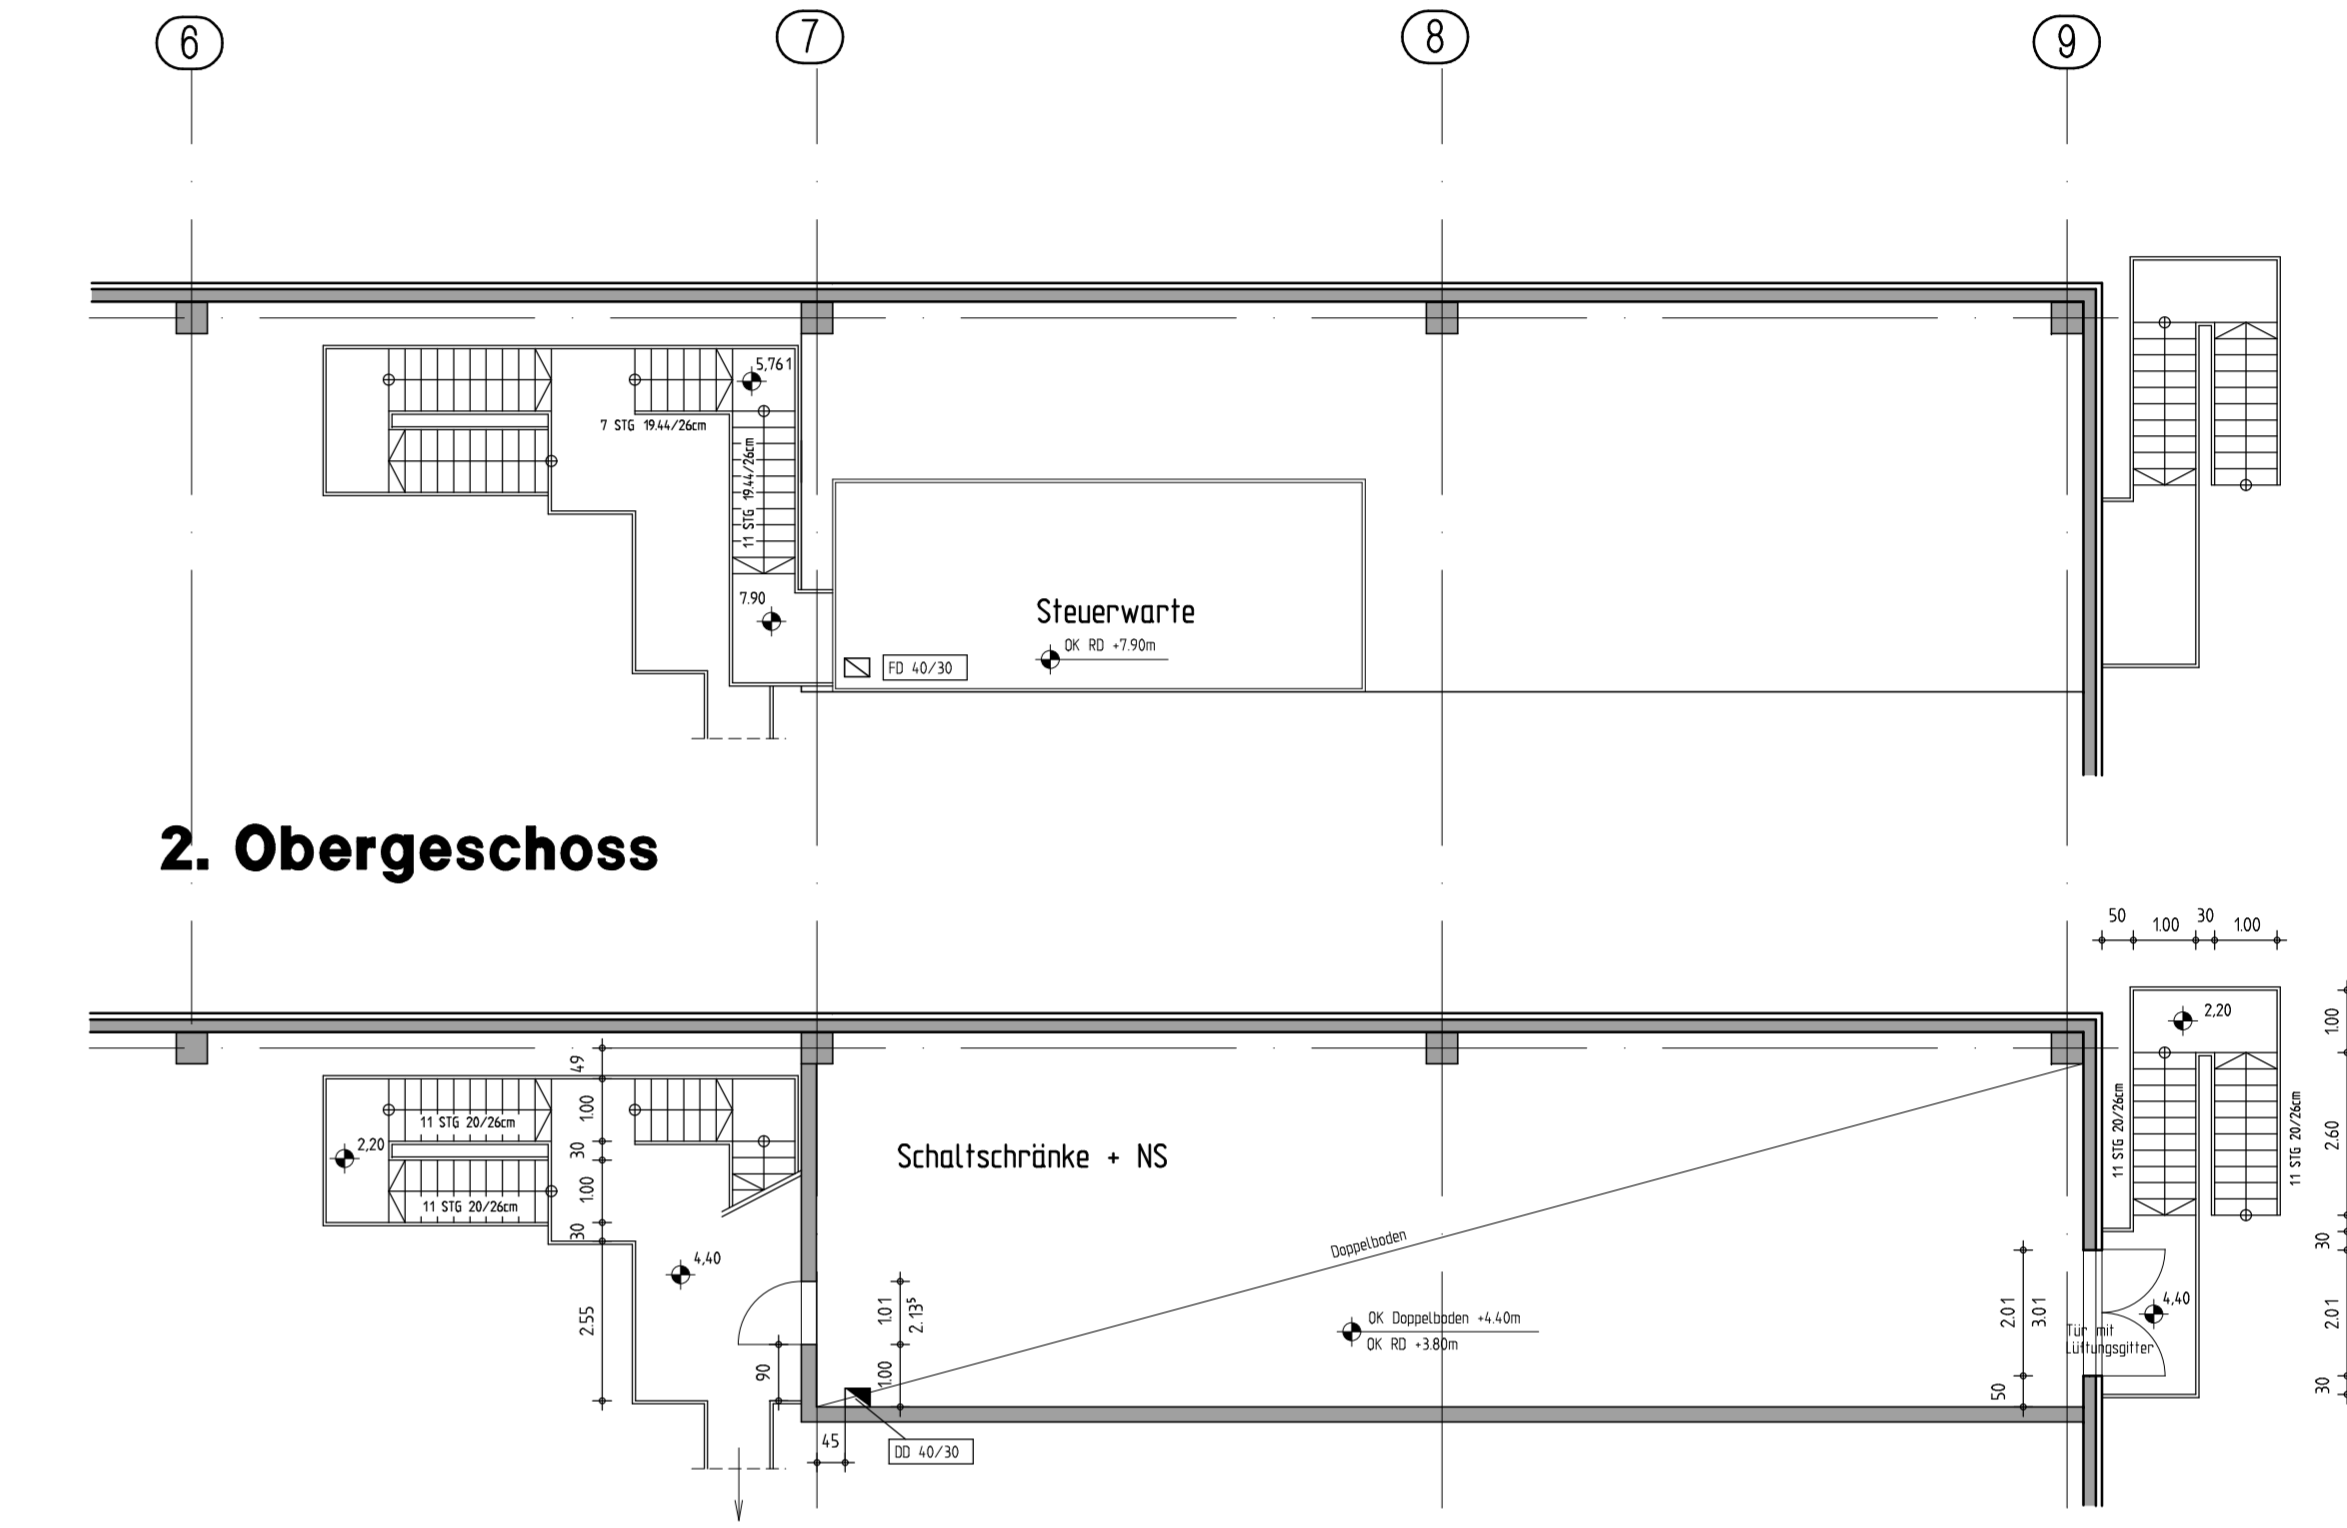 6
7
8
9
5,761
7 STG 19.44/26cm
11 STG 19.44/26cm
7.90
Steuerwarte
OK RD +7.90m
FD 40/30
2. Obergeschoss
50
1.00
30
1.00
2,20
1.00
49
1.00
11 STG 20/26cm
2,20
30
1.00
11 STG 20/26cm
30
Schaltschränke + NS
11 STG 20/26cm
11 STG 20/26cm
2.60
Doppelboden
4,40
2.55
1.01
2.13⁵
90
1.00
OK Doppelboden +4.40m
OK RD +3.80m
2.01
3.01
50
4,40
Tür mit
Lüftungsgitter
30
2.01
30
45
DD 40/30